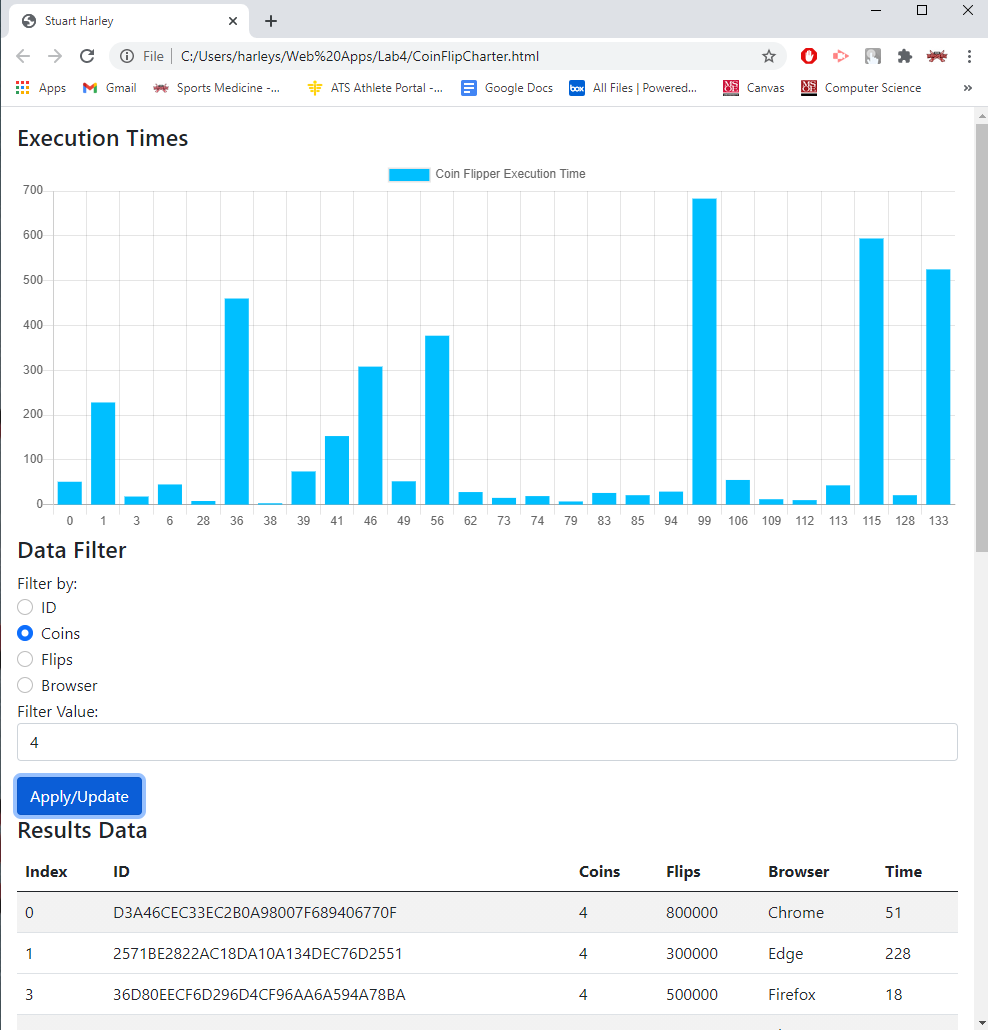 Stuart Harley
File C:/Users/harleys/Web%20Apps/Lab4/CoinFlipCharter.html
Apps Gmail Sports Medicine -... ATS Athlete Portal -... Google Docs box All Files | Powered... Canvas Computer Science »
Execution Times
Coin Flipper Execution Time
700
600
500
400
300
200
100
0
0 1 3 6 28 36 38 39 41 46 49 56 62 73 74 79 83 85 94 99 106 109 112 113 115 128 133
Data Filter
Filter by:
ID
Coins
Flips
Browser
Filter Value:
4
Apply/Update
Results Data
Index ID Coins Flips Browser Time
0 D3A46CEC33EC2B0A98007F689406770F 4 800000 Chrome 51
1 2571BE2822AC18DA10A134DEC76D2551 4 300000 Edge 228
3 36D80EECF6D296D4CF96AA6A594A78BA 4 500000 Firefox 18